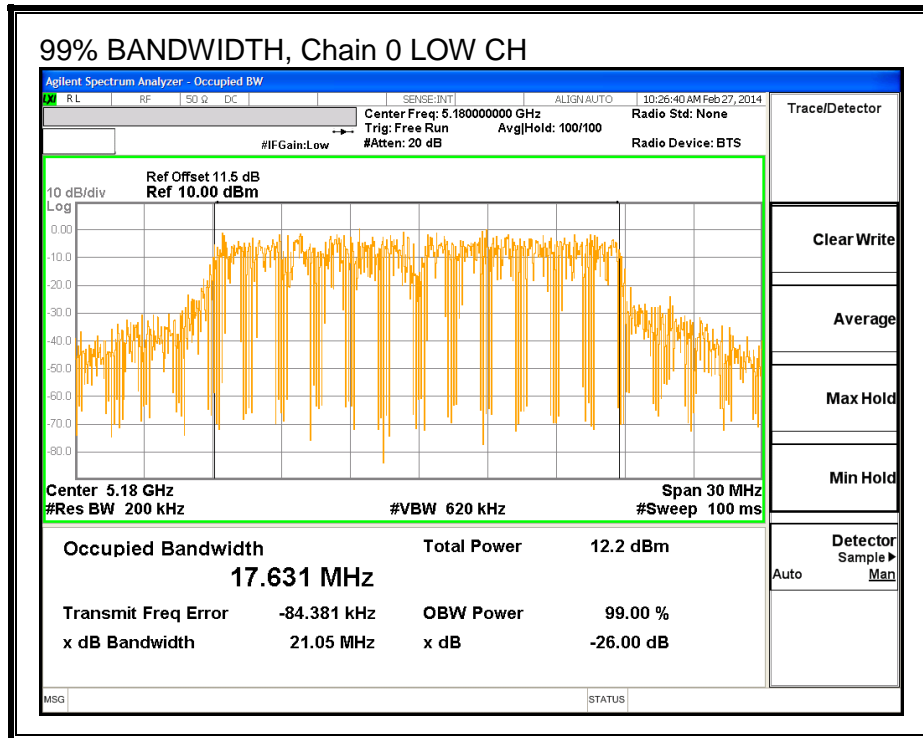 99% BANDWIDTH, Chain 0 LOW CH
Agilent Spectrum Analyzer - Occupied BW
LXI RL RF 50 Ω DC SENSE:INT ALIGN AUTO 10:26:40 AM Feb 27, 2014
Center Freq: 5.180000000 GHz Radio Std: None
Trig: Free Run Avg|Hold: 100/100
#IFGain:Low #Atten: 20 dB Radio Device: BTS
Trace/Detector
Ref Offset 11.5 dB
10 dB/div Ref 10.00 dBm
Log
0.00
-10.0
-20.0
-30.0
-40.0
-50.0
-60.0
-70.0
-80.0
Center 5.18 GHz Span 30 MHz
#Res BW 200 kHz #VBW 620 kHz #Sweep 100 ms
Clear Write
Average
Max Hold
Min Hold
Detector
Sample▶
Auto Man
Occupied Bandwidth Total Power 12.2 dBm
17.631 MHz
Transmit Freq Error -84.381 kHz OBW Power 99.00 %
x dB Bandwidth 21.05 MHz x dB -26.00 dB
MSG STATUS